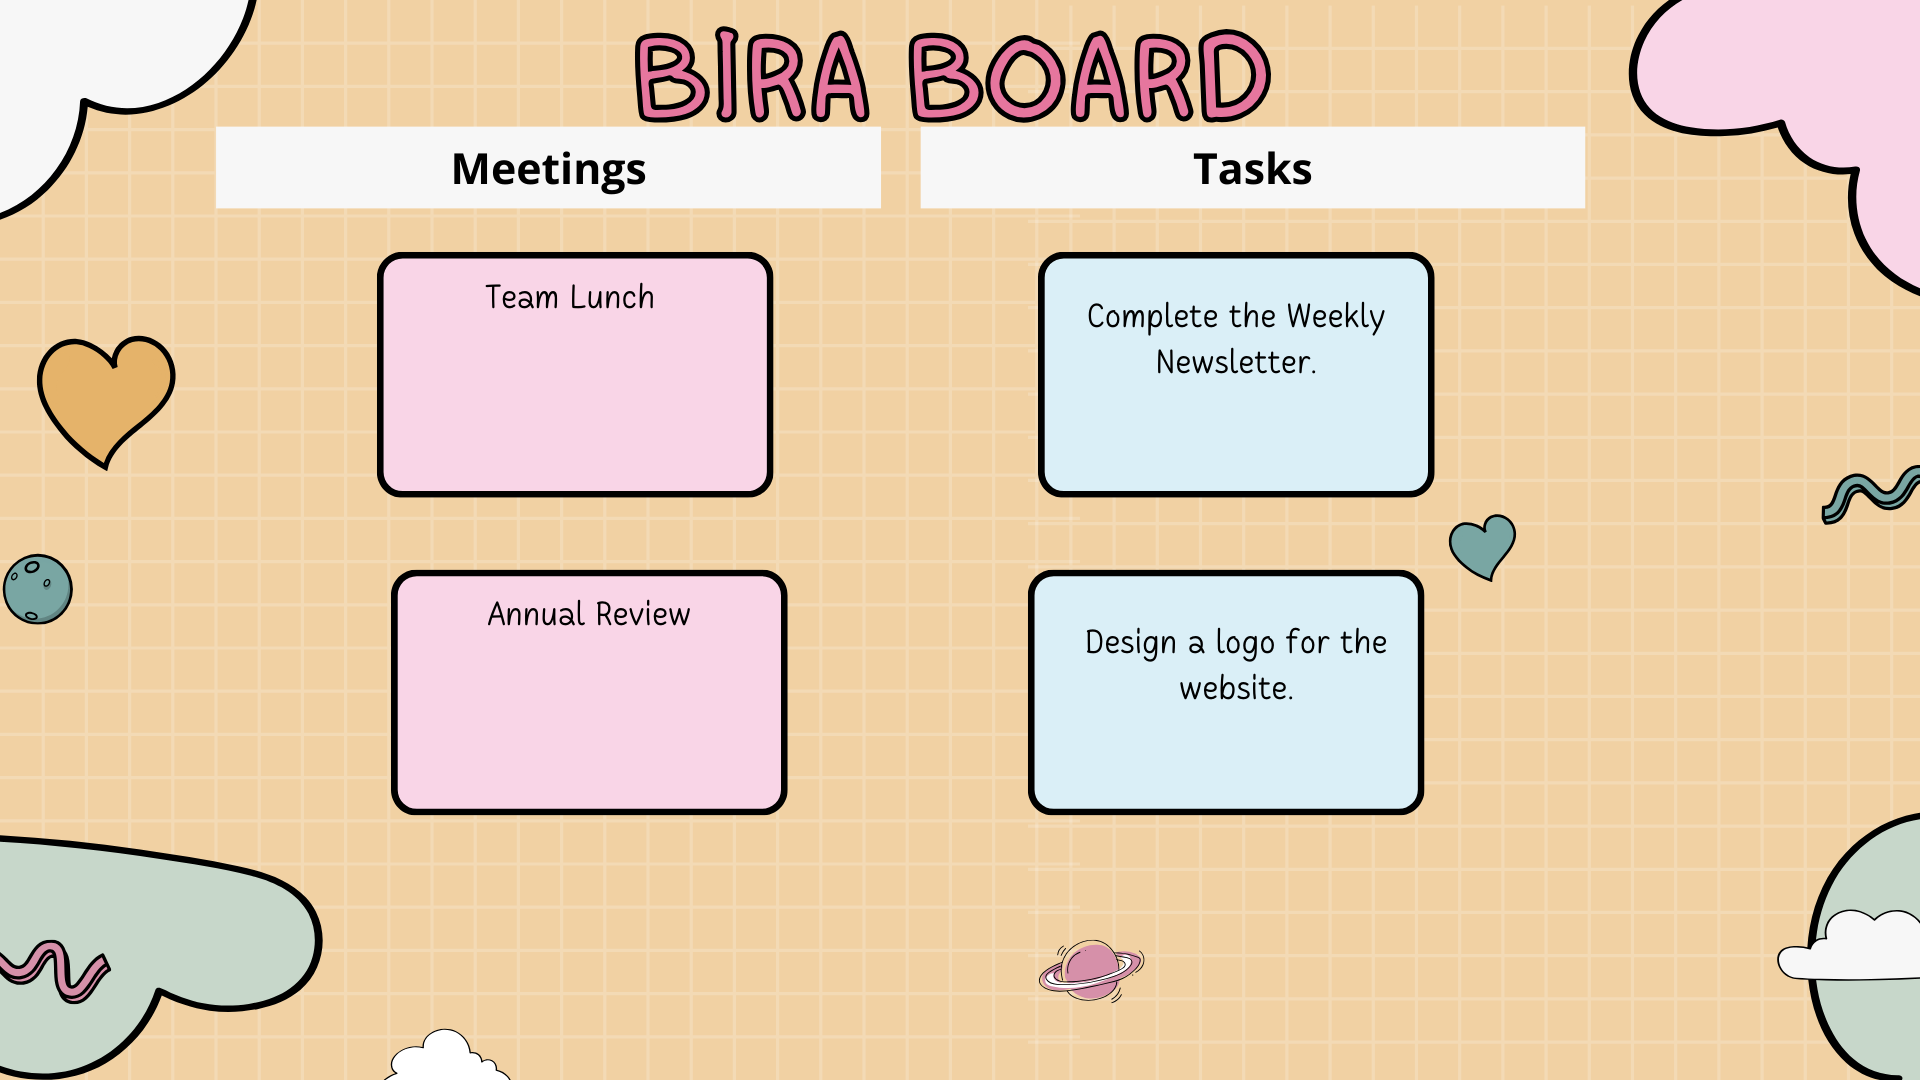 BIRA BOARD
Meetings
Tasks
Team Lunch
Complete the Weekly
Newsletter.
Annual Review
Design a logo for the
website.